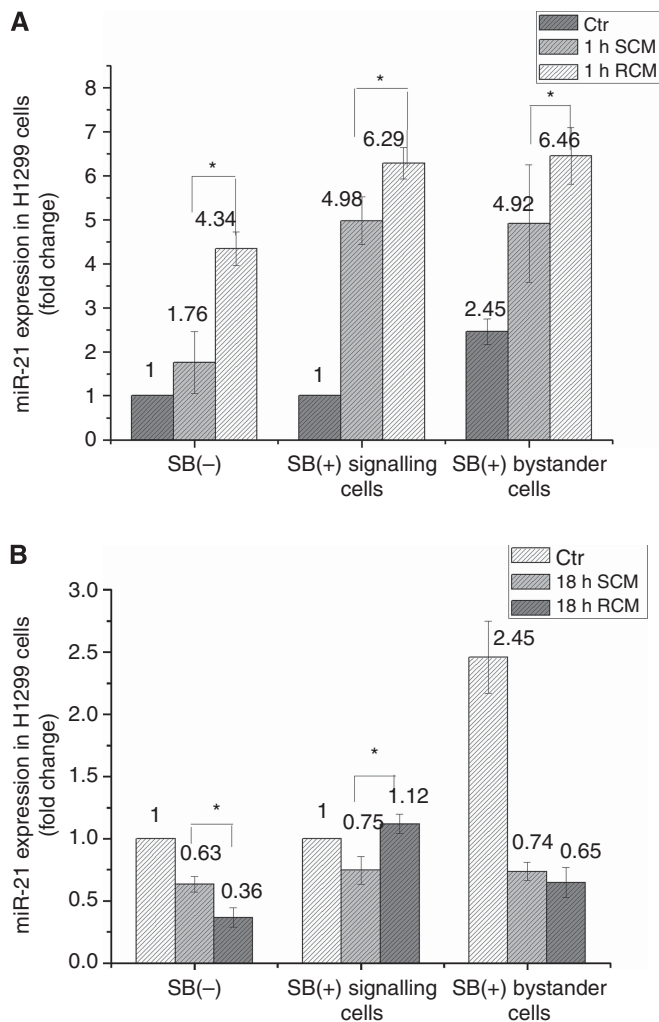 A
Ctr
1 h SCM
1 h RCM
miR-21 expression in H1299 cells
(fold change)
8
7
6
5
4
3
2
1
0
1
1.76
4.34
*
1
4.98
6.29
*
2.45
4.92
6.46
*
SB(–)
SB(+) signalling
cells
SB(+) bystander
cells
B
Ctr
18 h SCM
18 h RCM
miR-21 expression in H1299 cells
(fold change)
3.0
2.5
2.0
1.5
1.0
0.5
0.0
1
0.63
0.36
*
1
0.75
1.12
*
2.45
0.74
0.65
SB(–)
SB(+) signalling
cells
SB(+) bystander
cells